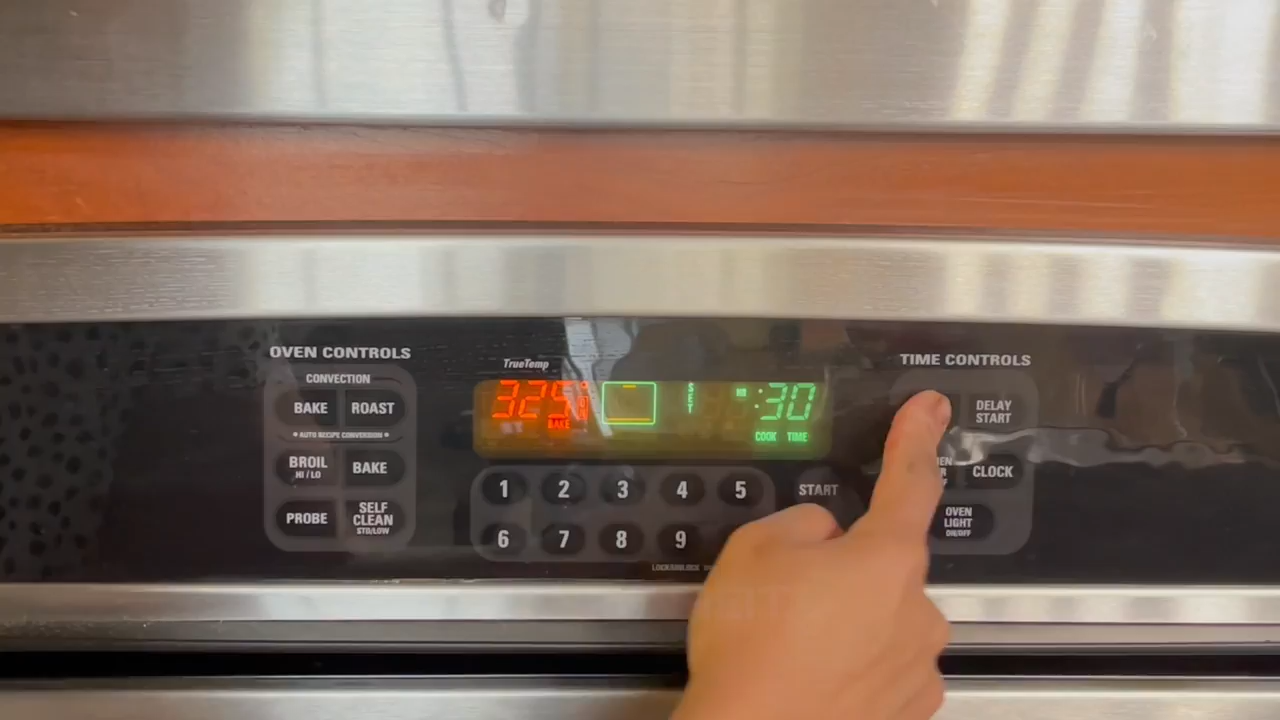 OVEN CONTROLS
CONVECTION
BAKE ROAST
AUTO RECIPE CONVERSION
BROIL BAKE
HI / LO
PROBE SELF
CLEAN
STD/LOW
TrueTemp
325
BAKE
SET
HR :30
COOK TIME
1 2 3 4 5
START
6 7 8 9
TIME CONTROLS
DELAY
START
CLOCK
OVEN
LIGHT
ON/OFF